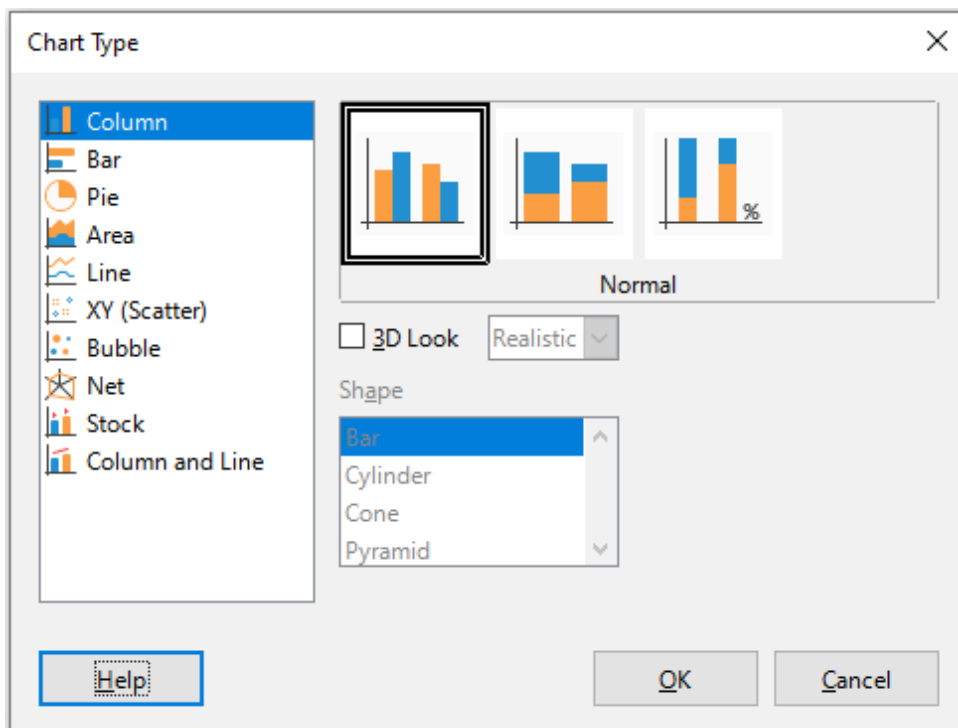 Chart Type
Column
Bar
Pie
Area
Line
XY (Scatter)
Bubble
Net
Stock
Column and Line
%
Normal
3D Look
Realistic
Shape
Bar
Cylinder
Cone
Pyramid
Help
OK
Cancel